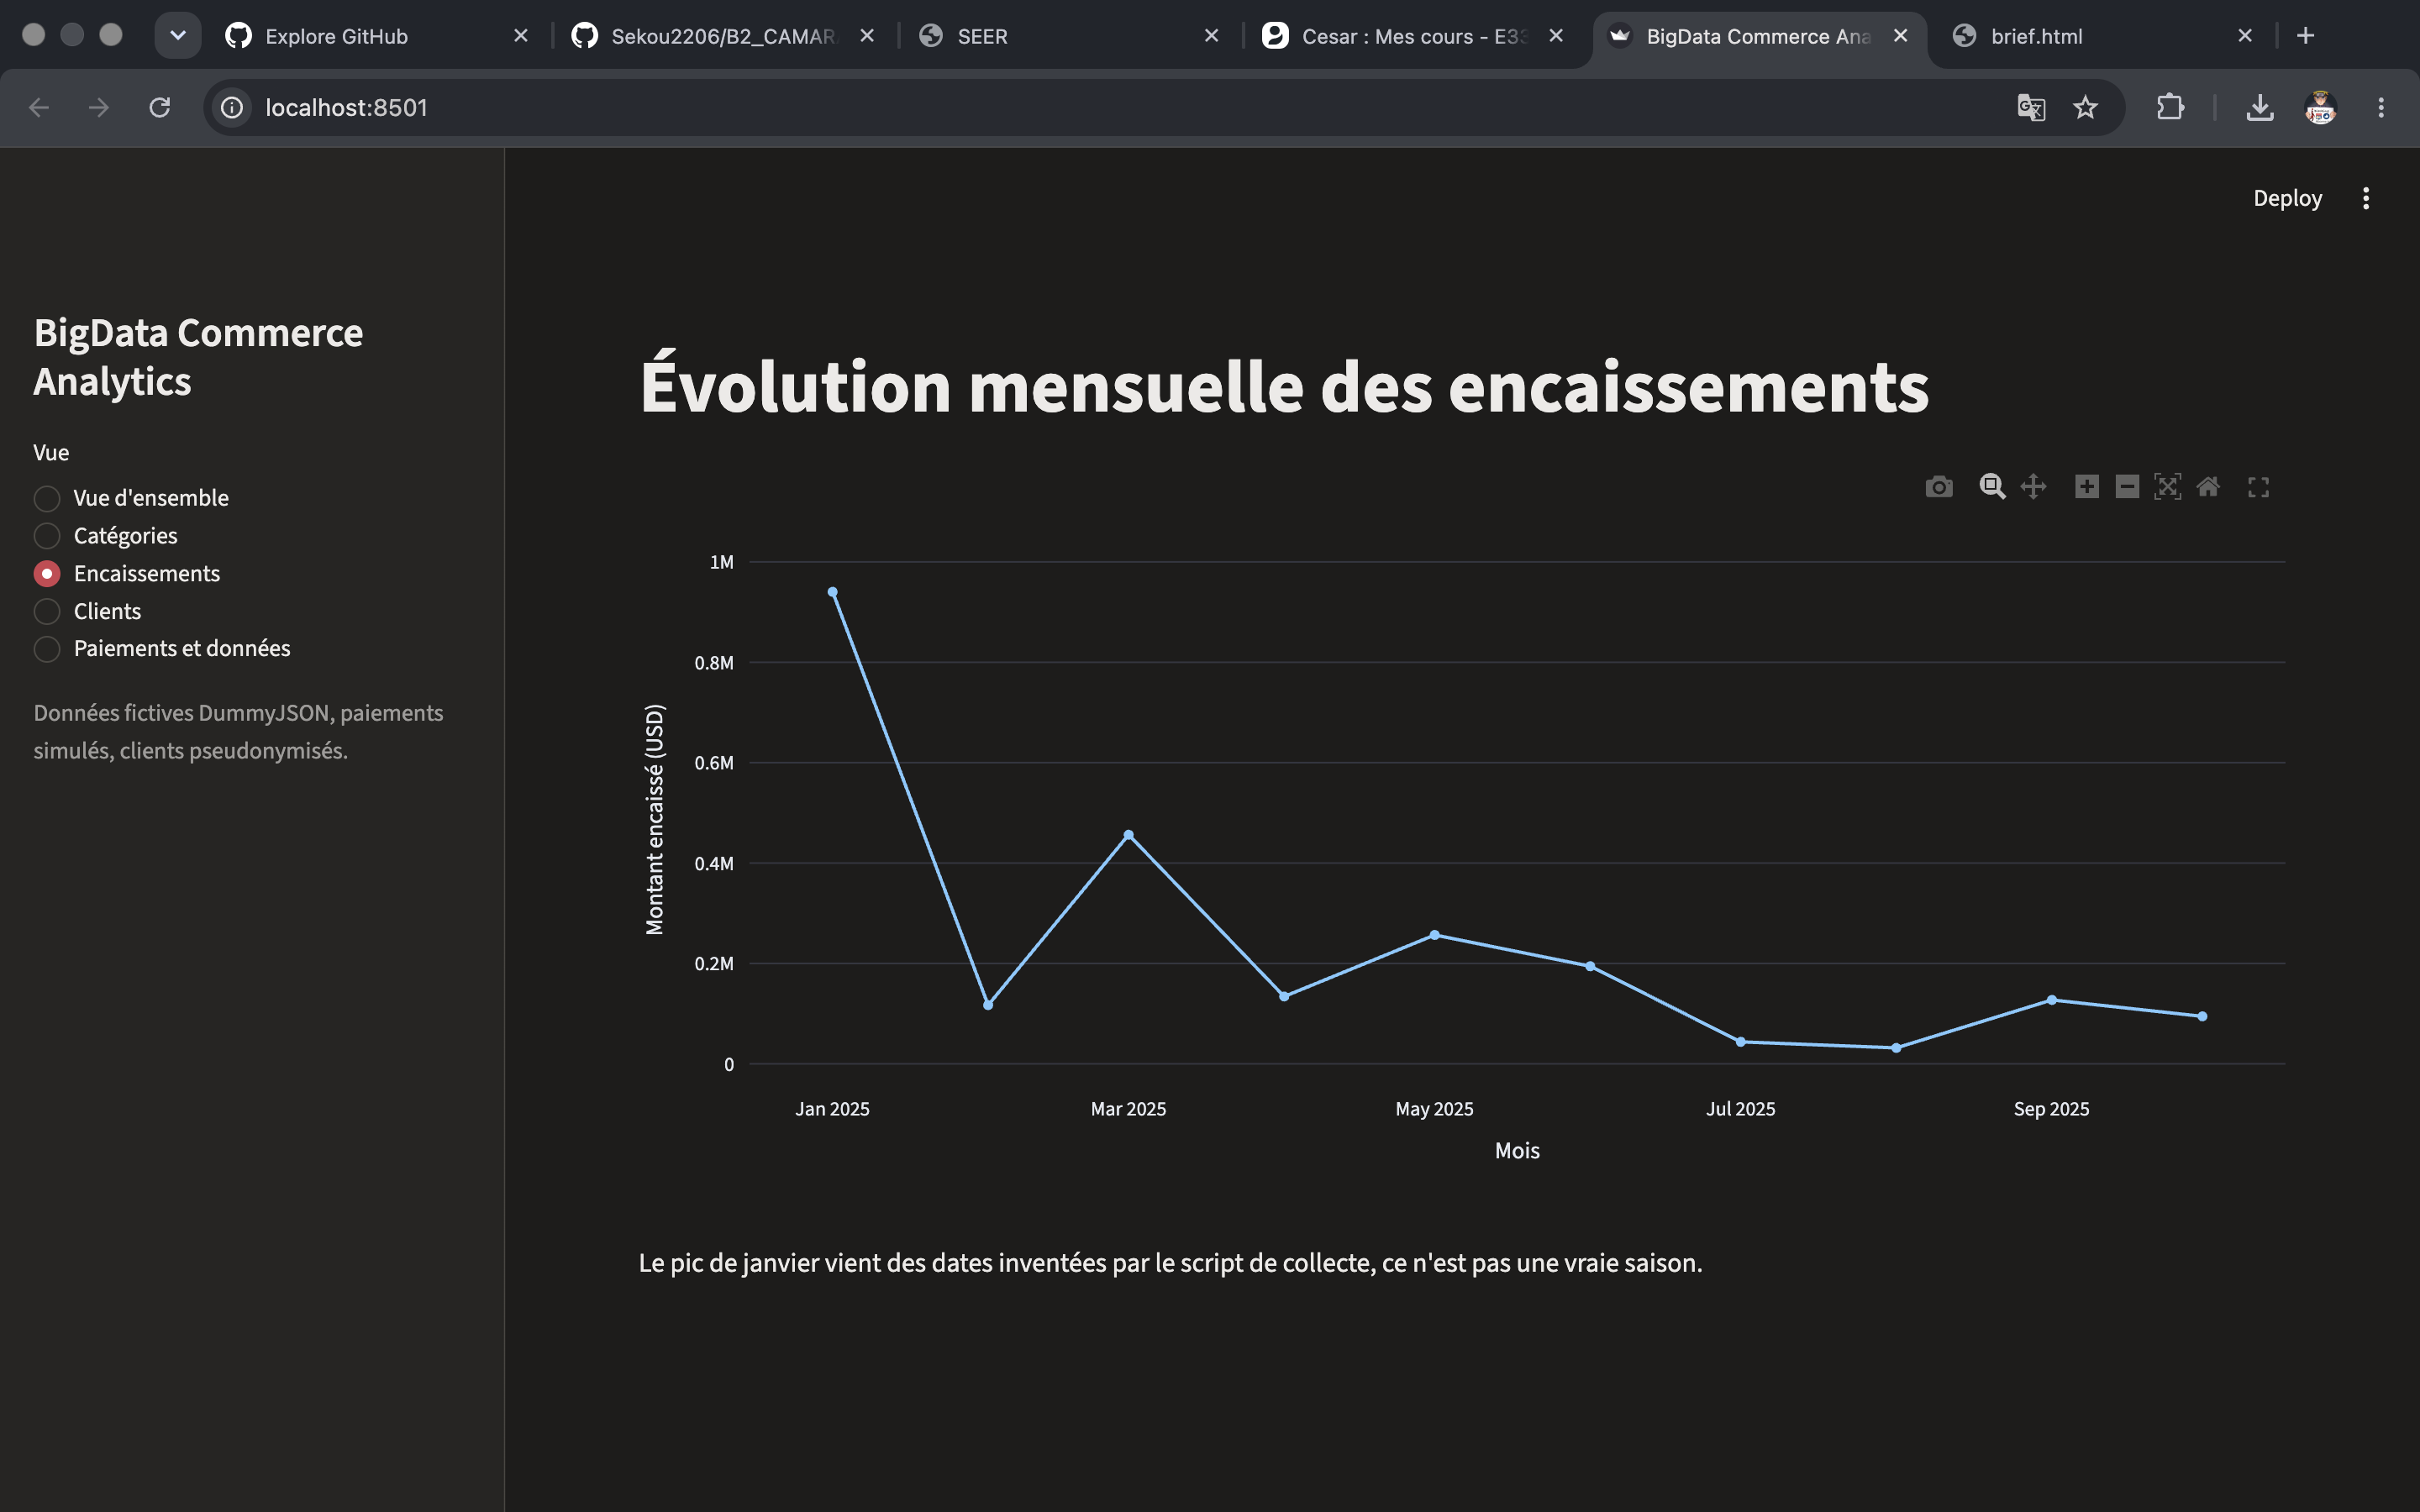 Explore GitHub
Sekou2206/B2_CAMAR
SEER
Cesar : Mes cours - E33
BigData Commerce Ana
brief.html
localhost:8501
Deploy
BigData Commerce
Analytics
Vue
Vue d'ensemble
Catégories
Encaissements
Clients
Paiements et données
Données fictives DummyJSON, paiements
simulés, clients pseudonymisés.
Évolution mensuelle des encaissements
1M
0.8M
0.6M
0.4M
0.2M
0
Montant encaissé (USD)
Jan 2025
Mar 2025
May 2025
Jul 2025
Sep 2025
Mois
Le pic de janvier vient des dates inventées par le script de collecte, ce n'est pas une vraie saison.